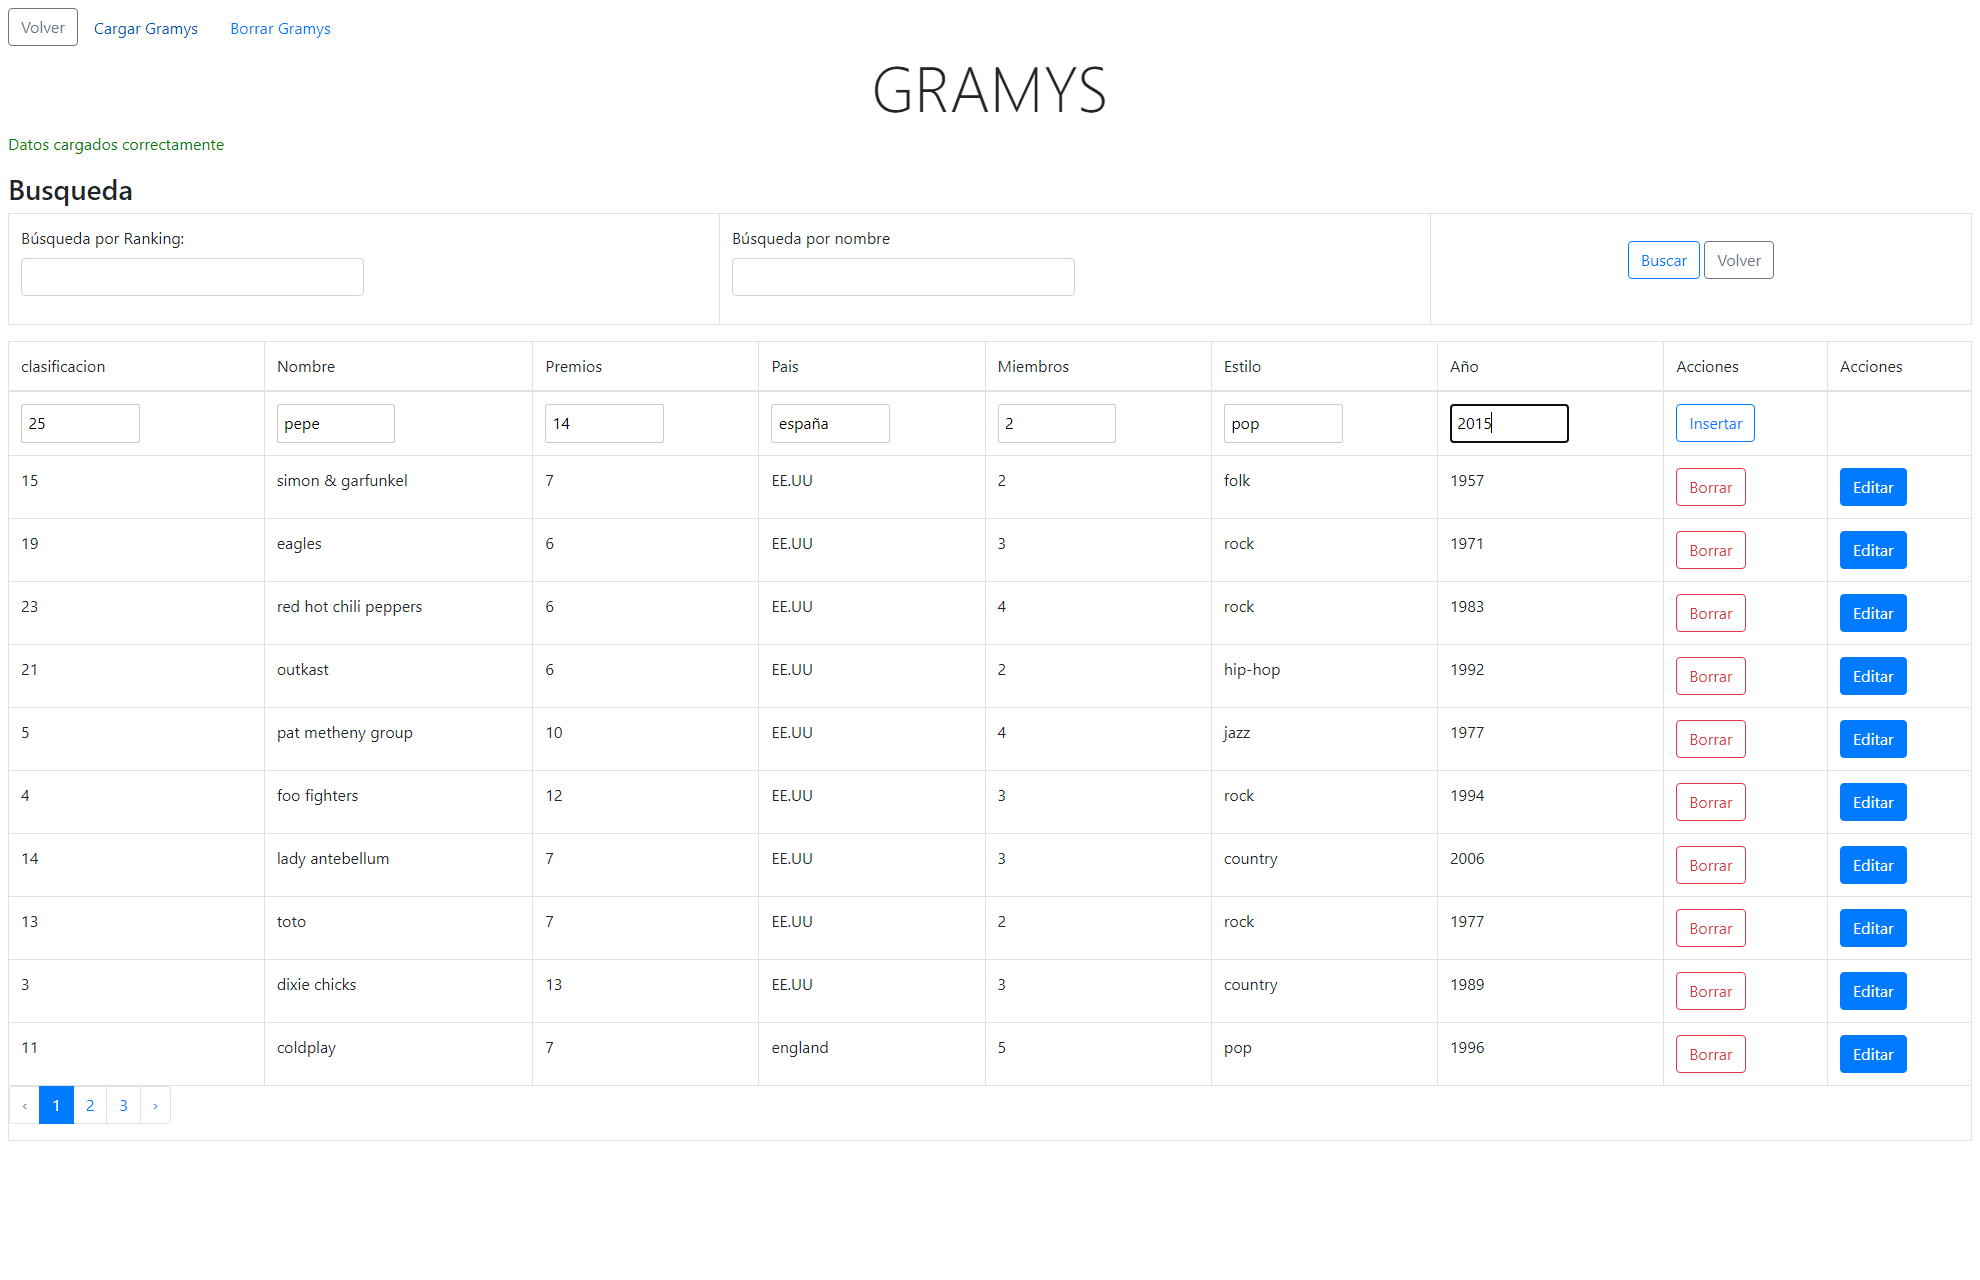 Volver Cargar Gramys Borrar Gramys
GRAMYS
Datos cargados correctamente
Busqueda
Búsqueda por Ranking: Búsqueda por nombre
Buscar Volver
clasificacion Nombre Premios Pais Miembros Estilo Año Acciones Acciones
25 pepe 14 españa 2 pop 2015 Insertar
15 simon & garfunkel 7 EE.UU 2 folk 1957 Borrar Editar
19 eagles 6 EE.UU 3 rock 1971 Borrar Editar
23 red hot chili peppers 6 EE.UU 4 rock 1983 Borrar Editar
21 outkast 6 EE.UU 2 hip-hop 1992 Borrar Editar
5 pat metheny group 10 EE.UU 4 jazz 1977 Borrar Editar
4 foo fighters 12 EE.UU 3 rock 1994 Borrar Editar
14 lady antebellum 7 EE.UU 3 country 2006 Borrar Editar
13 toto 7 EE.UU 2 rock 1977 Borrar Editar
3 dixie chicks 13 EE.UU 3 country 1989 Borrar Editar
11 coldplay 7 england 5 pop 1996 Borrar Editar
‹ 1 2 3 ›